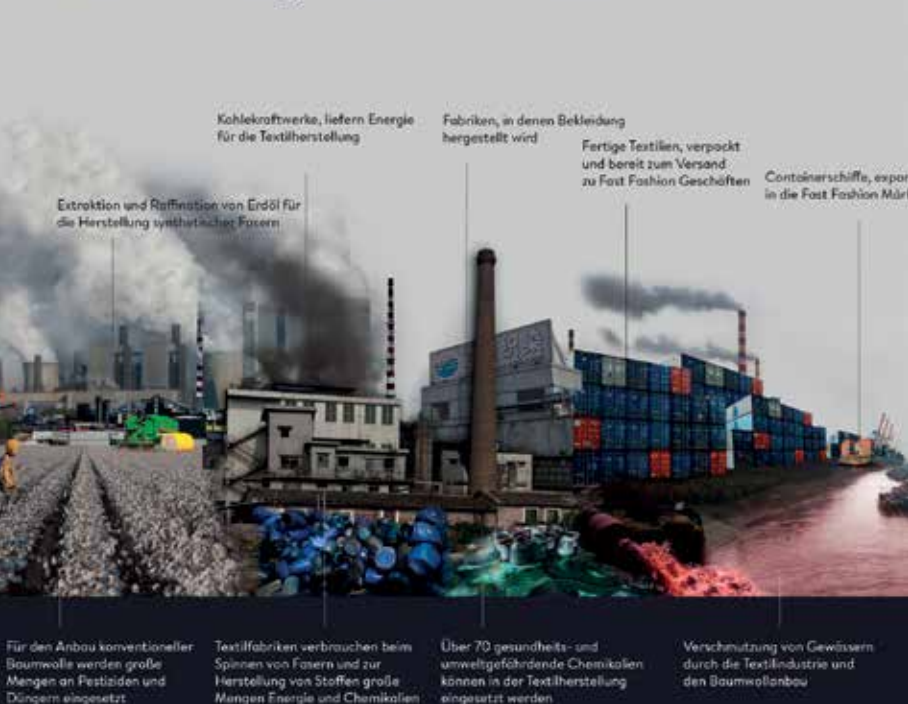 Kohlekraftwerke, liefern Energie
für die Textilherstellung
Fabriken, in denen Bekleidung
hergestellt wird
Fertige Textilien, verpackt
und bereit zum Versand
zu Fast Fashion Geschäften
Containerschiffe, expor
in die Fast Fashion Mär
Extraktion und Raffination von Erdöl für
die Herstellung synthetischer Fasern
Für den Anbau konventioneller
Baumwolle werden große
Mengen an Pestiziden und
Düngern eingesetzt
Textilfabriken verbrauchen beim
Spinnen von Fasern und zur
Herstellung von Stoffen große
Mengen Energie und Chemikalien
Über 70 gesundheits- und
umweltgefährdende Chemikalien
können in der Textilherstellung
eingesetzt werden
Verschmutzung von Gewässern
durch die Textilindustrie und
den Baumwollanbau